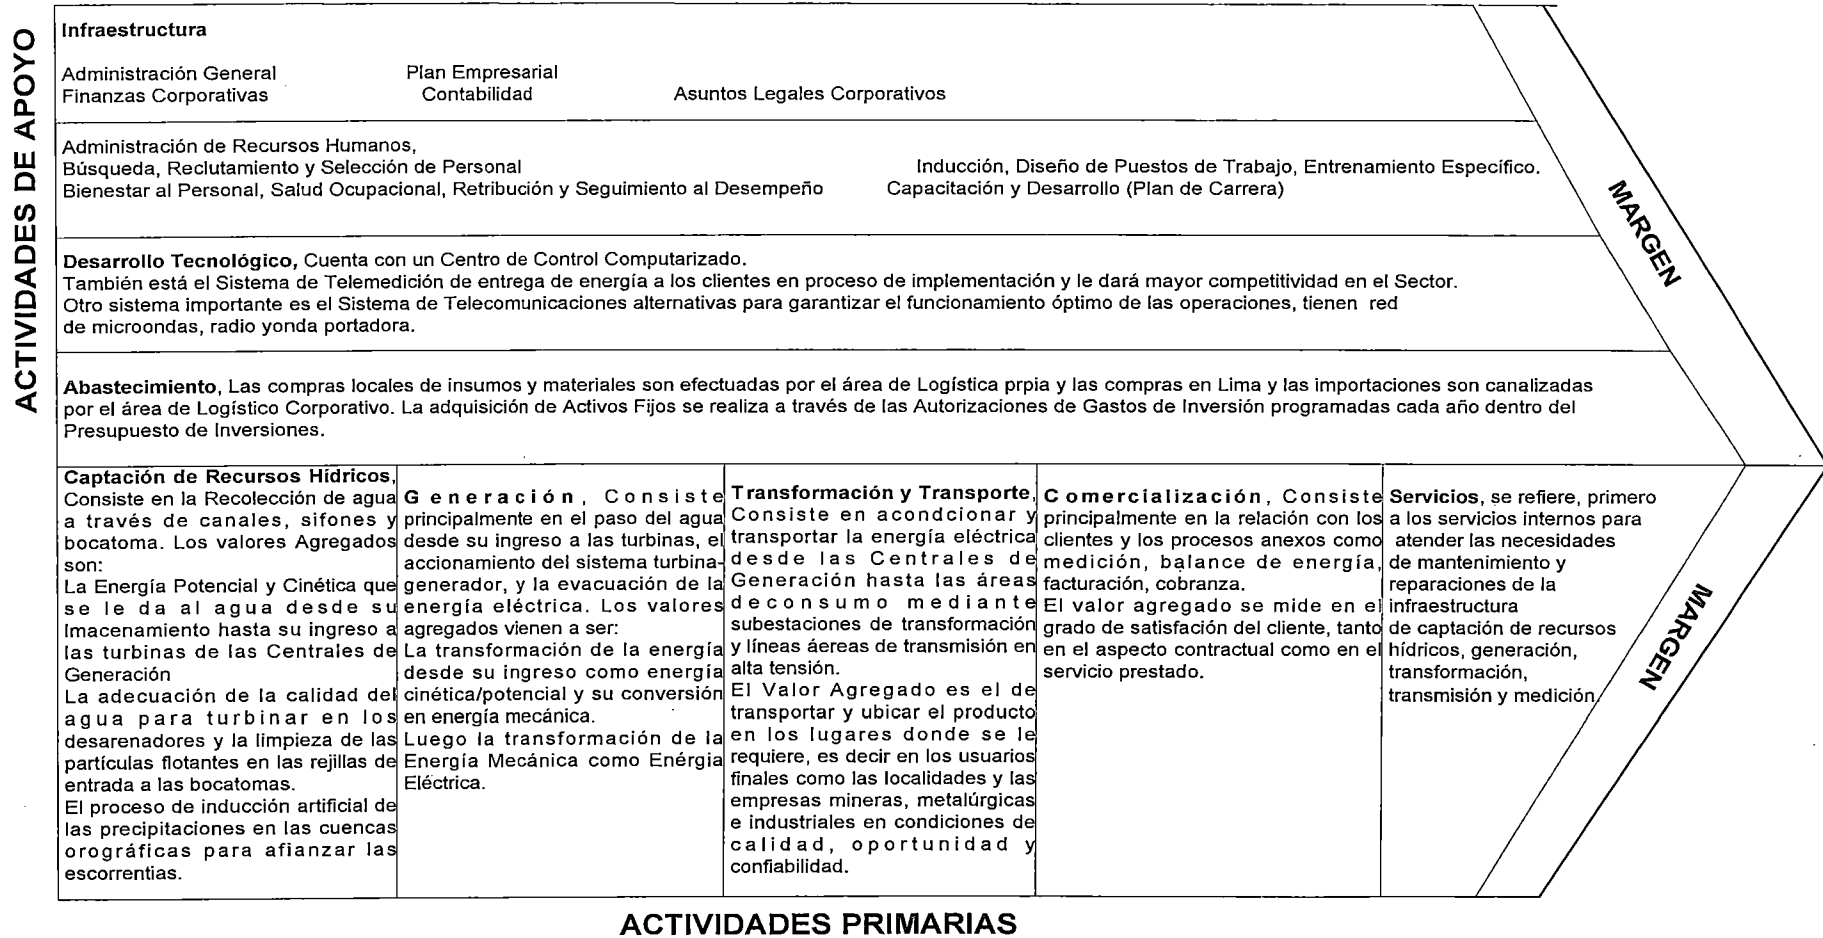 ACTIVIDADES DE APOYO
Infraestructura
Administración General Plan Empresarial
Finanzas Corporativas Contabilidad Asuntos Legales Corporativos
Administración de Recursos Humanos,
Búsqueda, Reclutamiento y Selección de Personal Inducción, Diseño de Puestos de Trabajo, Entrenamiento Específico.
Bienestar al Personal, Salud Ocupacional, Retribución y Seguimiento al Desempeño Capacitación y Desarrollo (Plan de Carrera)
Desarrollo Tecnológico, Cuenta con un Centro de Control Computarizado.
También está el Sistema de Telemedición de entrega de energía a los clientes en proceso de implementación y le dará mayor competitividad en el Sector.
Otro sistema importante es el Sistema de Telecomunicaciones alternativas para garantizar el funcionamiento óptimo de las operaciones, tienen red
de microondas, radio yonda portadora.
Abastecimiento, Las compras locales de insumos y materiales son efectuadas por el área de Logística prpia y las compras en Lima y las importaciones son canalizadas
por el área de Logístico Corporativo. La adquisición de Activos Fijos se realiza a través de las Autorizaciones de Gastos de Inversión programadas cada año dentro del
Presupuesto de Inversiones.
MARGEN
Captación de Recursos Hídricos,
Consiste en la Recolección de agua
a través de canales, sifones y
bocatoma. Los valores Agregados
son:
La Energía Potencial y Cinética que
se le da al agua desde su
lmacenamiento hasta su ingreso a
las turbinas de las Centrales de
Generación
La adecuación de la calidad del
agua para turbinar en los
desarenadores y la limpieza de las
partículas flotantes en las rejillas de
entrada a las bocatomas.
El proceso de inducción artificial de
las precipitaciones en las cuencas
orográficas para afianzar las
escorrentias.
Generación, Consiste
principalmente en el paso del agua
desde su ingreso a las turbinas, el
accionamiento del sistema turbina-
generador, y la evacuación de la
energía eléctrica. Los valores
agregados vienen a ser:
La transformación de la energía
desde su ingreso como energía
cinética/potencial y su conversión
en energía mecánica.
Luego la transformación de la
Energía Mecánica como Enérgia
Eléctrica.
Transformación y Transporte,
Consiste en acondcionar y
transportar la energía eléctrica
desde las Centrales de
Generación hasta las áreas
deconsumo mediante
subestaciones de transformación
y líneas áereas de transmisión en
alta tensión.
El Valor Agregado es el de
transportar y ubicar el producto
en los lugares donde se le
requiere, es decir en los usuarios
finales como las localidades y las
empresas mineras, metalúrgicas
e industriales en condiciones de
calidad, oportunidad y
confiabilidad.
Comercialización, Consiste
principalmente en la relación con los
clientes y los procesos anexos como
medición, balance de energía,
facturación, cobranza.
El valor agregado se mide en el
grado de satisfacción del cliente, tanto
en el aspecto contractual como en el
servicio prestado.
Servicios, se refiere, primero
a los servicios internos para
atender las necesidades
de mantenimiento y
reparaciones de la
infraestructura
de captación de recursos
hídricos, generación,
transformación,
transmisión y medición.
MARGEN
ACTIVIDADES PRIMARIAS